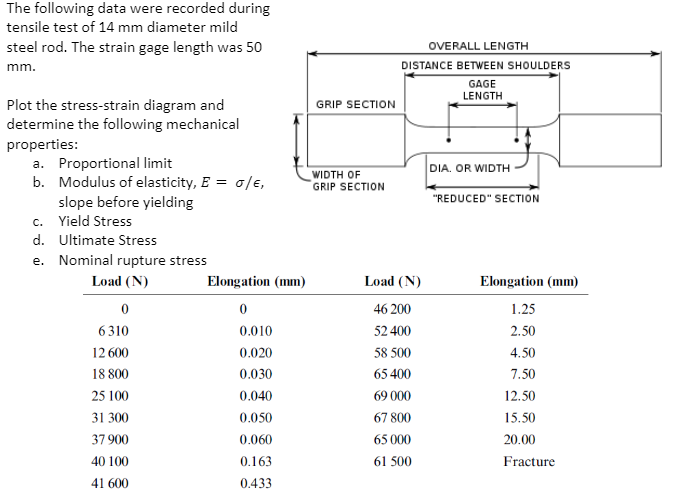 The following data were recorded during
tensile test of 14 mm diameter mild
steel rod. The strain gage length was 50
mm.
Plot the stress-strain diagram and
determine the following mechanical
properties:
a. Proportional limit
b. Modulus of elasticity, E = σ/ϵ,
slope before yielding
c. Yield Stress
d. Ultimate Stress
e. Nominal rupture stress
OVERALL LENGTH
DISTANCE BETWEEN SHOULDERS
GAGE
LENGTH
GRIP SECTION
DIA. OR WIDTH
WIDTH OF
GRIP SECTION
"REDUCED" SECTION
Load (N) Elongation (mm) Load (N) Elongation (mm)
0 0 46 200 1.25
6 310 0.010 52 400 2.50
12 600 0.020 58 500 4.50
18 800 0.030 65 400 7.50
25 100 0.040 69 000 12.50
31 300 0.050 67 800 15.50
37 900 0.060 65 000 20.00
40 100 0.163 61 500 Fracture
41 600 0.433